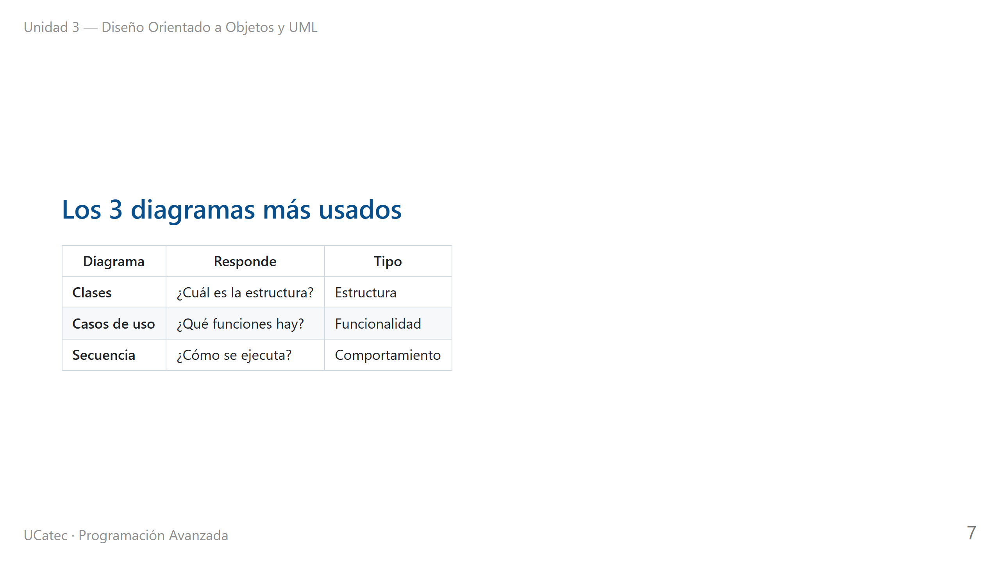 Unidad 3 — Diseño Orientado a Objetos y UML
Los 3 diagramas más usados
Diagrama Responde Tipo
Clases ¿Cuál es la estructura? Estructura
Casos de uso ¿Qué funciones hay? Funcionalidad
Secuencia ¿Cómo se ejecuta? Comportamiento
UCatec · Programación Avanzada
7